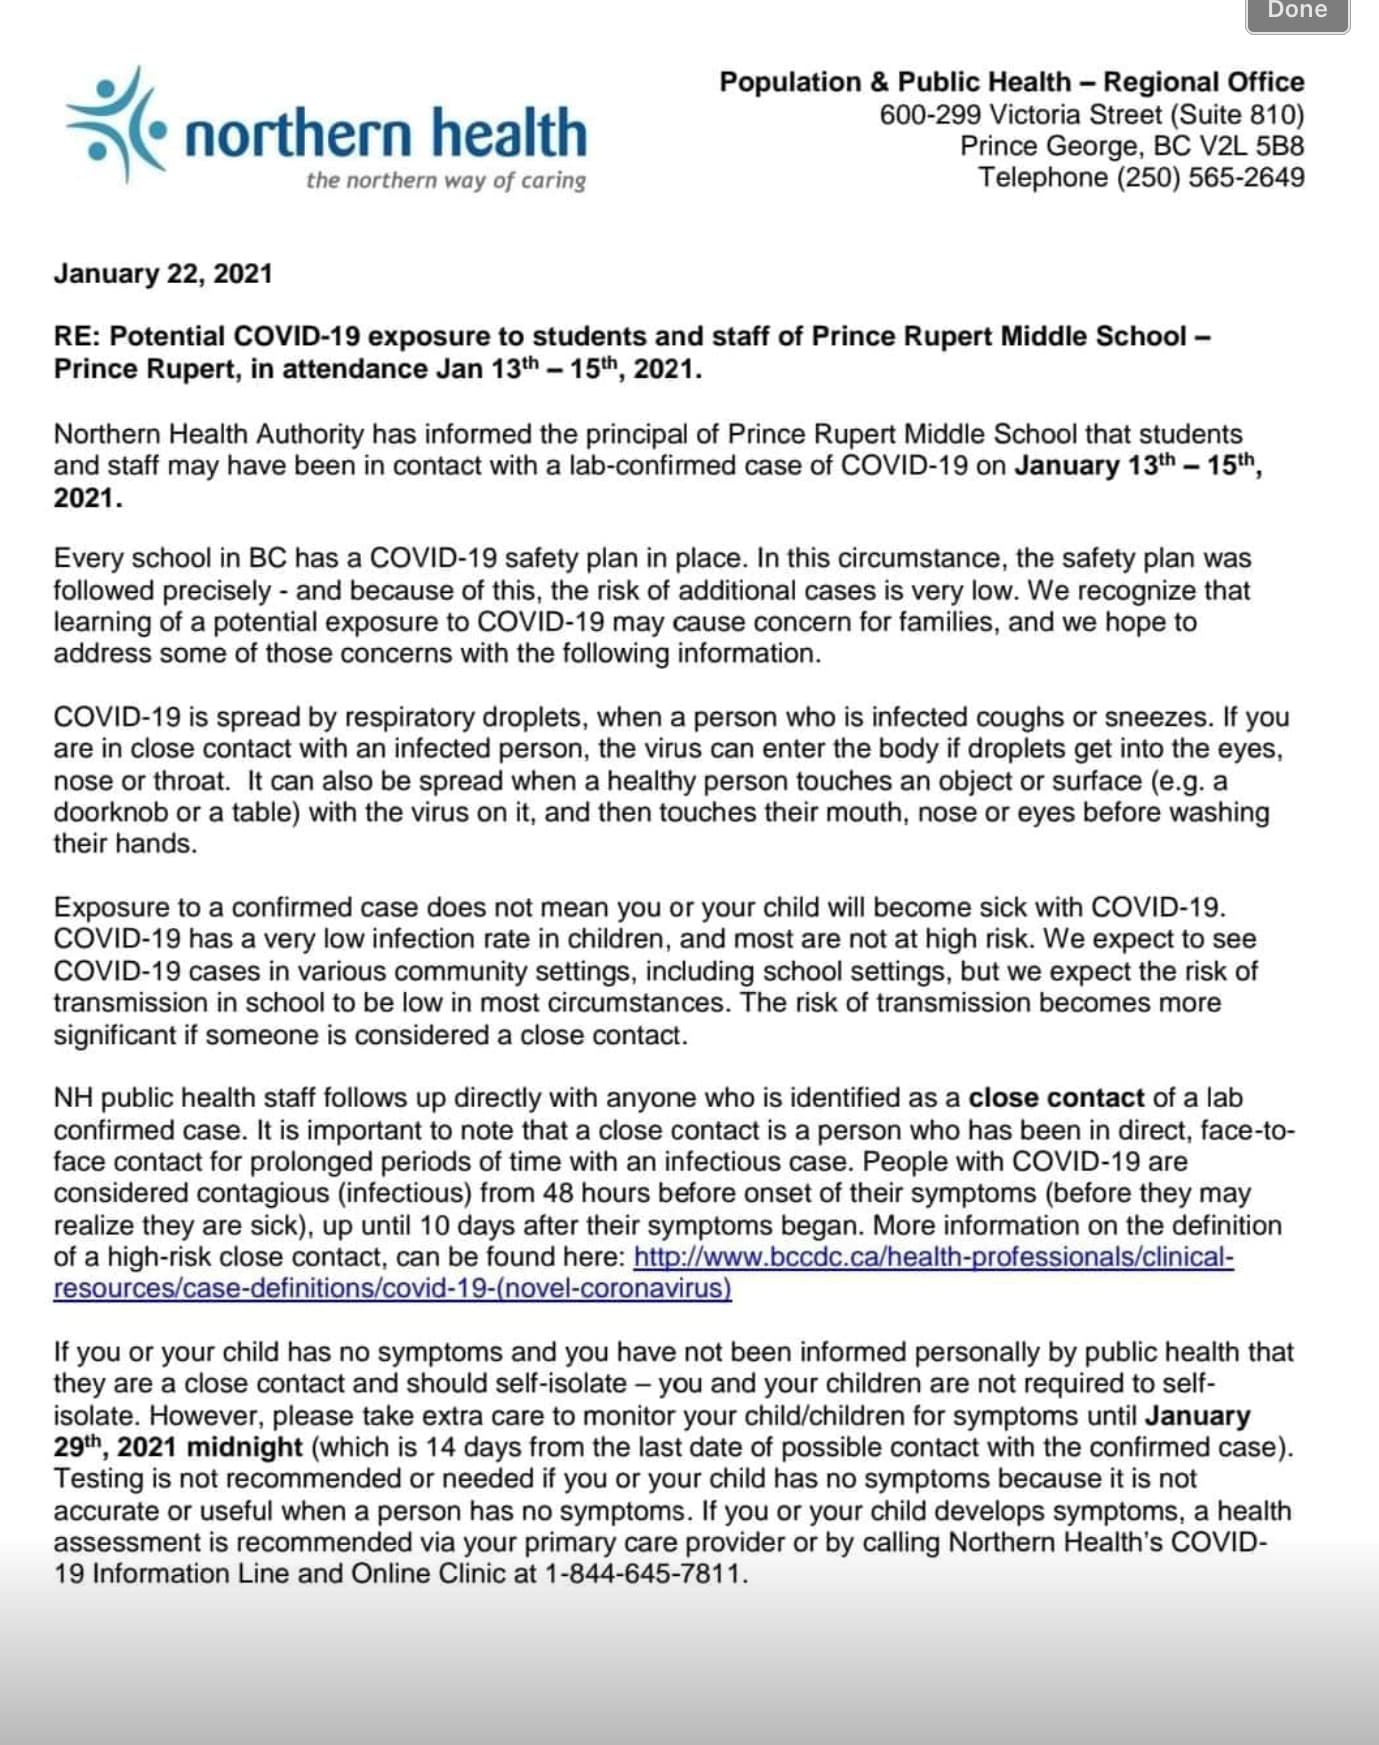 Done
northern health
the northern way of caring
Population & Public Health – Regional Office
600-299 Victoria Street (Suite 810)
Prince George, BC V2L 5B8
Telephone (250) 565-2649
January 22, 2021
RE: Potential COVID-19 exposure to students and staff of Prince Rupert Middle School –
Prince Rupert, in attendance Jan 13th – 15th, 2021.
Northern Health Authority has informed the principal of Prince Rupert Middle School that students
and staff may have been in contact with a lab-confirmed case of COVID-19 on January 13th – 15th,
2021.
Every school in BC has a COVID-19 safety plan in place. In this circumstance, the safety plan was
followed precisely - and because of this, the risk of additional cases is very low. We recognize that
learning of a potential exposure to COVID-19 may cause concern for families, and we hope to
address some of those concerns with the following information.
COVID-19 is spread by respiratory droplets, when a person who is infected coughs or sneezes. If you
are in close contact with an infected person, the virus can enter the body if droplets get into the eyes,
nose or throat.  It can also be spread when a healthy person touches an object or surface (e.g. a
doorknob or a table) with the virus on it, and then touches their mouth, nose or eyes before washing
their hands.
Exposure to a confirmed case does not mean you or your child will become sick with COVID-19.
COVID-19 has a very low infection rate in children, and most are not at high risk. We expect to see
COVID-19 cases in various community settings, including school settings, but we expect the risk of
transmission in school to be low in most circumstances. The risk of transmission becomes more
significant if someone is considered a close contact.
NH public health staff follows up directly with anyone who is identified as a close contact of a lab
confirmed case. It is important to note that a close contact is a person who has been in direct, face-to-
face contact for prolonged periods of time with an infectious case. People with COVID-19 are
considered contagious (infectious) from 48 hours before onset of their symptoms (before they may
realize they are sick), up until 10 days after their symptoms began. More information on the definition
of a high-risk close contact, can be found here: http://www.bccdc.ca/health-professionals/clinical-
resources/case-definitions/covid-19-(novel-coronavirus)
If you or your child has no symptoms and you have not been informed personally by public health that
they are a close contact and should self-isolate – you and your children are not required to self-
isolate. However, please take extra care to monitor your child/children for symptoms until January
29th, 2021 midnight (which is 14 days from the last date of possible contact with the confirmed case).
Testing is not recommended or needed if you or your child has no symptoms because it is not
accurate or useful when a person has no symptoms. If you or your child develops symptoms, a health
assessment is recommended via your primary care provider or by calling Northern Health's COVID-
19 Information Line and Online Clinic at 1-844-645-7811.